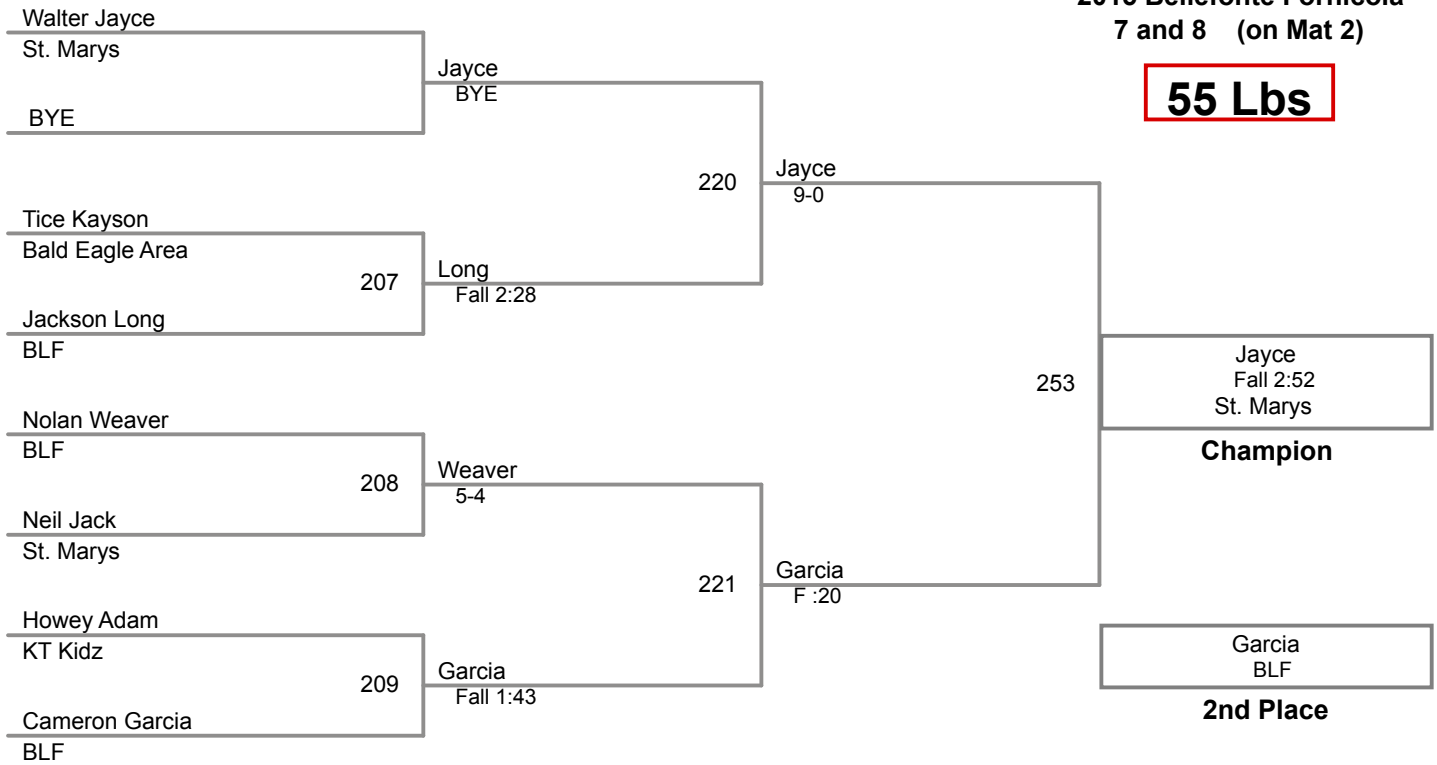 2018 Bellefonte Fornicola
7 and 8 (on Mat 2)
55 Lbs
Walter Jayce
St. Marys
BYE
Jayce
BYE
Tice Kayson
Bald Eagle Area
207
Jackson Long
BLF
Long
Fall 2:28
220
Jayce
9-0
Nolan Weaver
BLF
208
Neil Jack
St. Marys
Weaver
5-4
Howey Adam
KT Kidz
209
Cameron Garcia
BLF
Garcia
Fall 1:43
221
Garcia
F :20
253
Jayce
Fall 2:52
St. Marys
Champion
Garcia
BLF
2nd Place